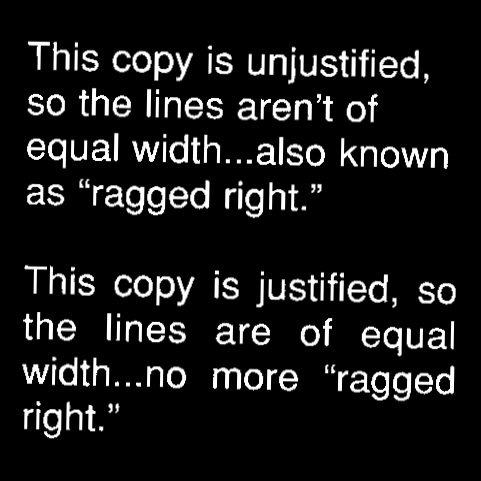 This copy is unjustified,
so the lines aren’t of
equal width...also known
as “ragged right.”
This copy is justified, so
the lines are of equal
width...no more “ragged
right.”